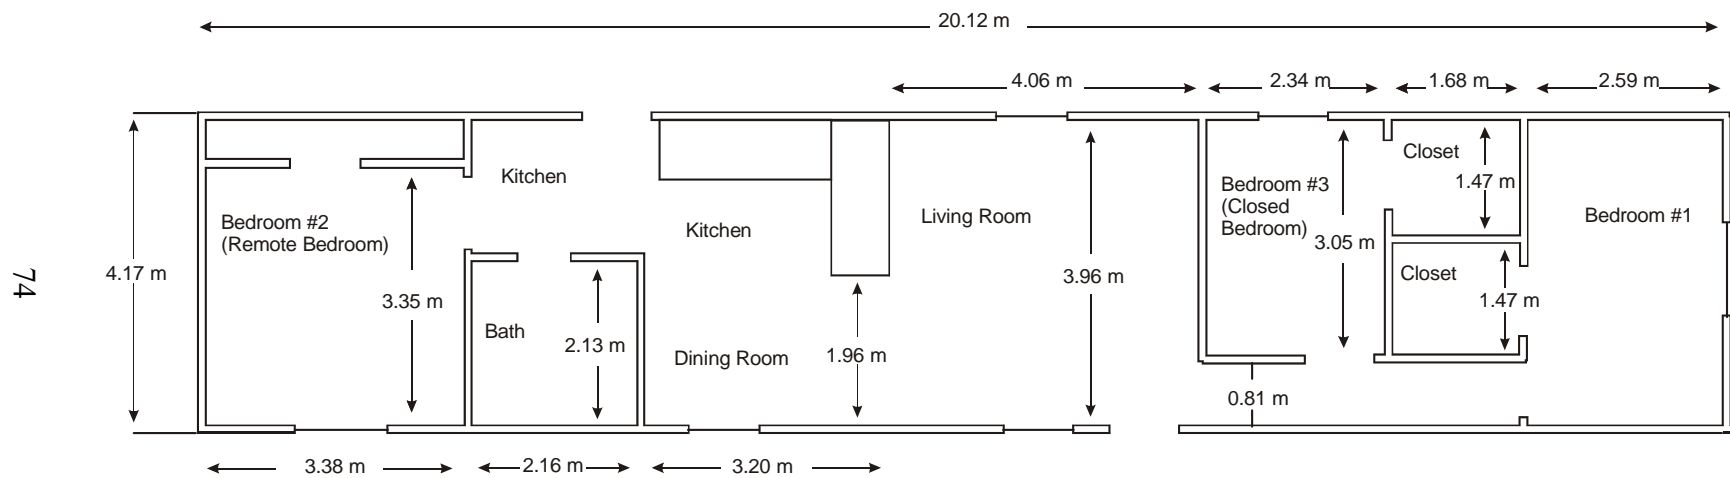 20.12 m
4.06 m
2.34 m
1.68 m
2.59 m
Kitchen
Closet
1.47 m
Bedroom #3
(Closed
Bedroom)
Bedroom #2
(Remote Bedroom)
Kitchen
Living Room
Bedroom #1
3.05 m
74
4.17 m
3.96 m
Closet
3.35 m
1.47 m
Bath
2.13 m
Dining Room
1.96 m
0.81 m
3.38 m
2.16 m
3.20 m